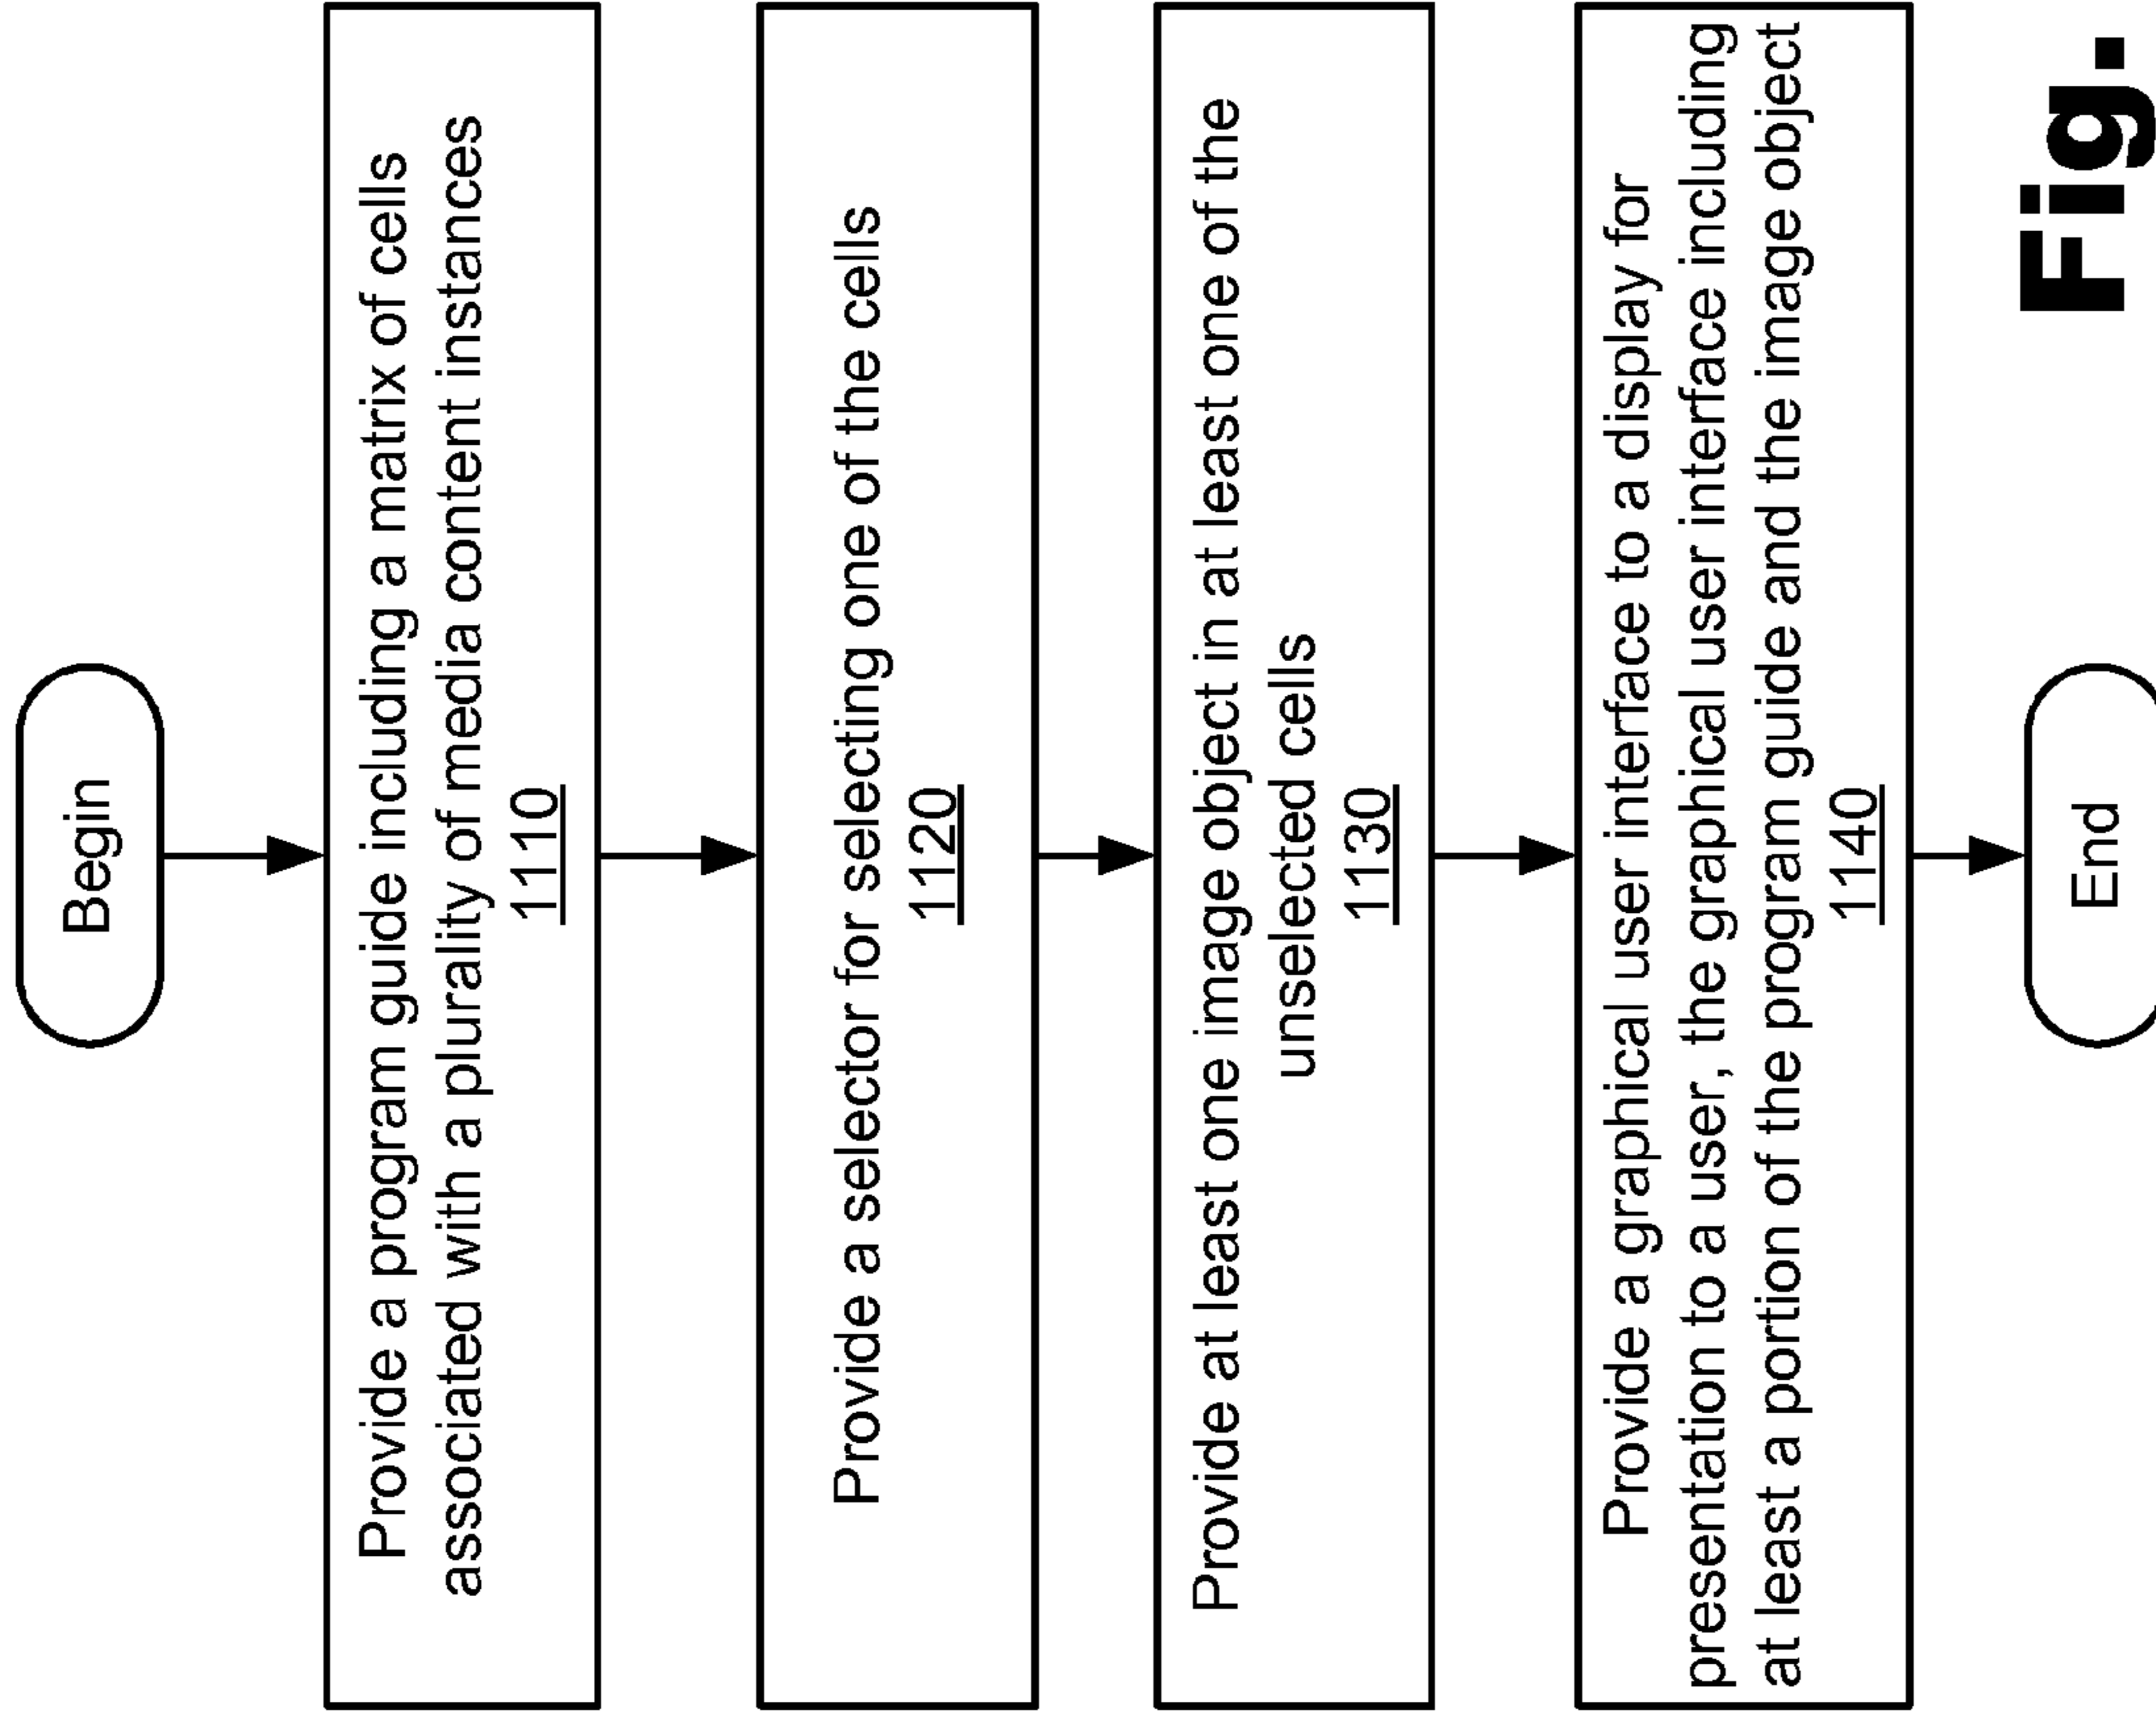 Begin
Provide a program guide including a matrix of cells
associated with a plurality of media content instances
1110
Provide a selector for selecting one of the cells
1120
Provide at least one image object in at least one of the
unselected cells
1130
Provide a graphical user interface to a display for
presentation to a user, the graphical user interface including
at least a portion of the program guide and the image object
1140
End
Fig.